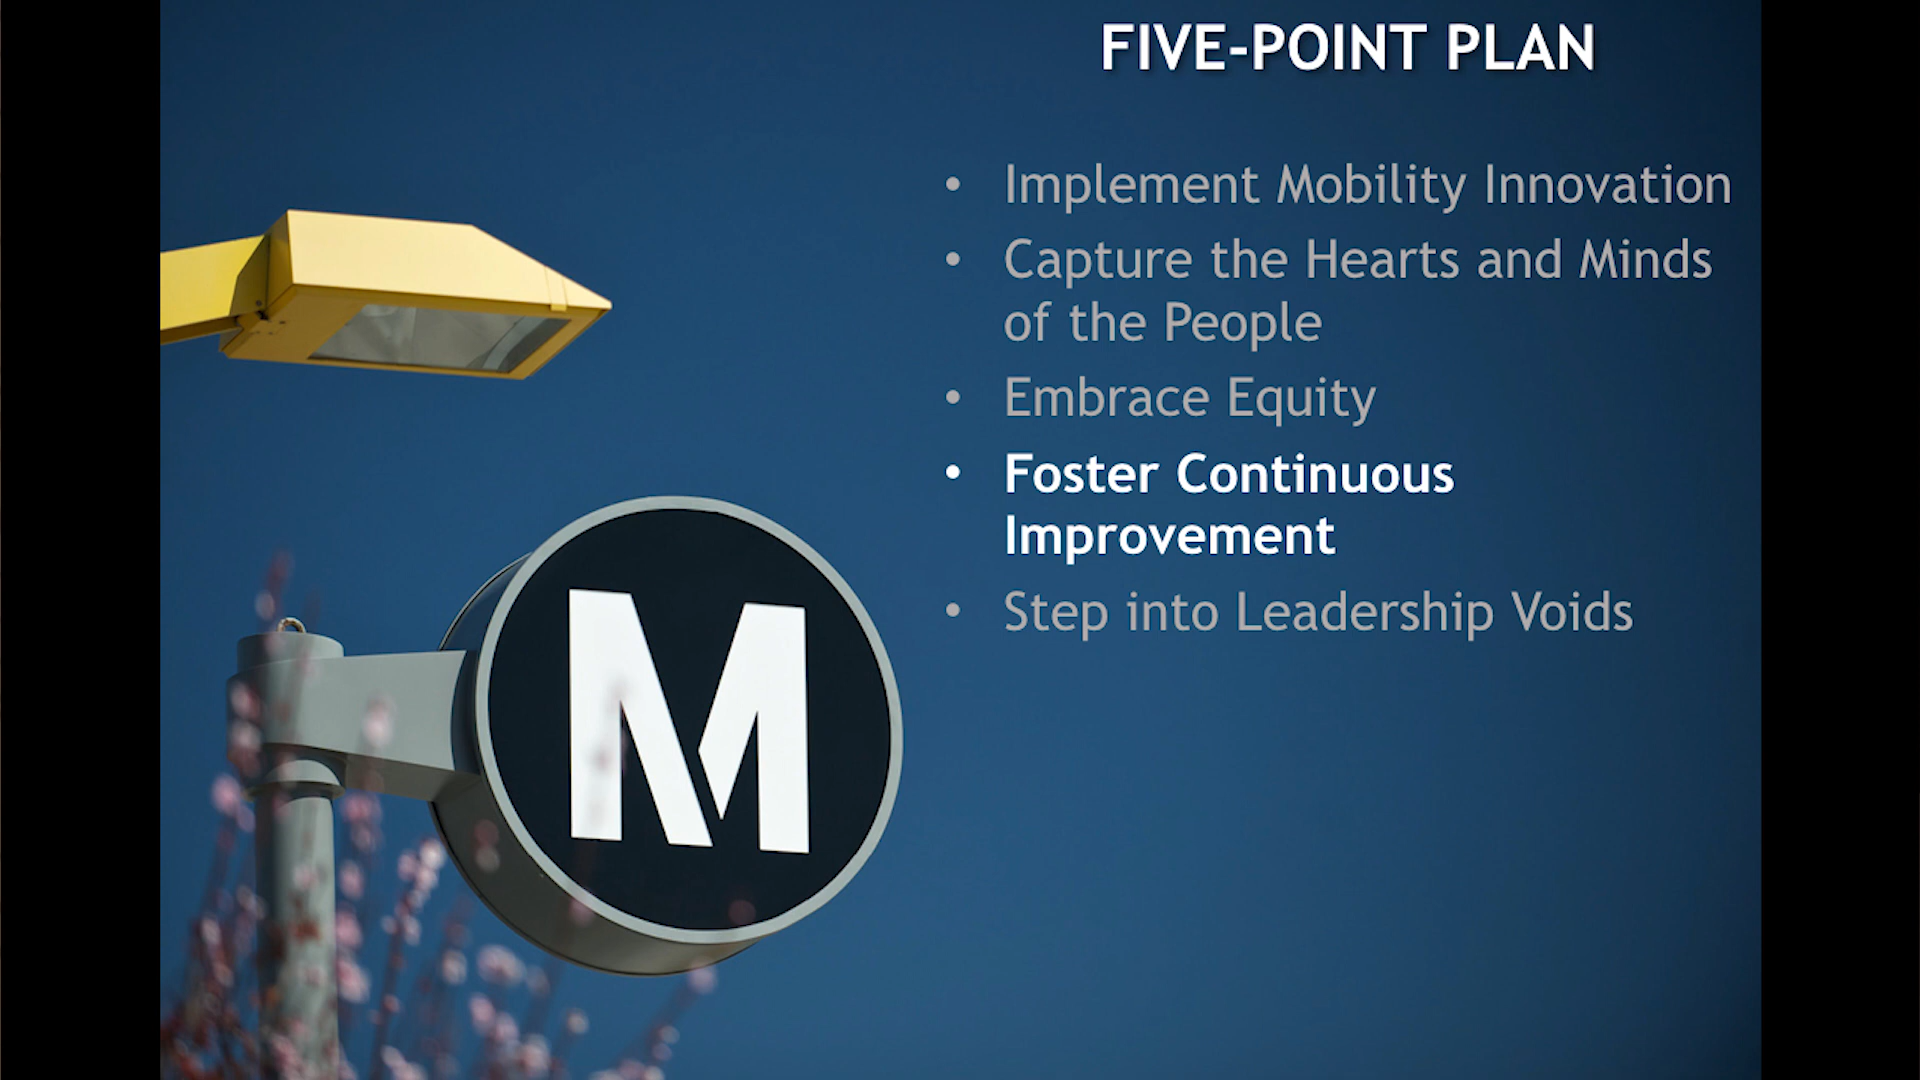 FIVE-POINT PLAN
• Implement Mobility Innovation
• Capture the Hearts and Minds
of the People
• Embrace Equity
• Foster Continuous
Improvement
• Step into Leadership Voids
M